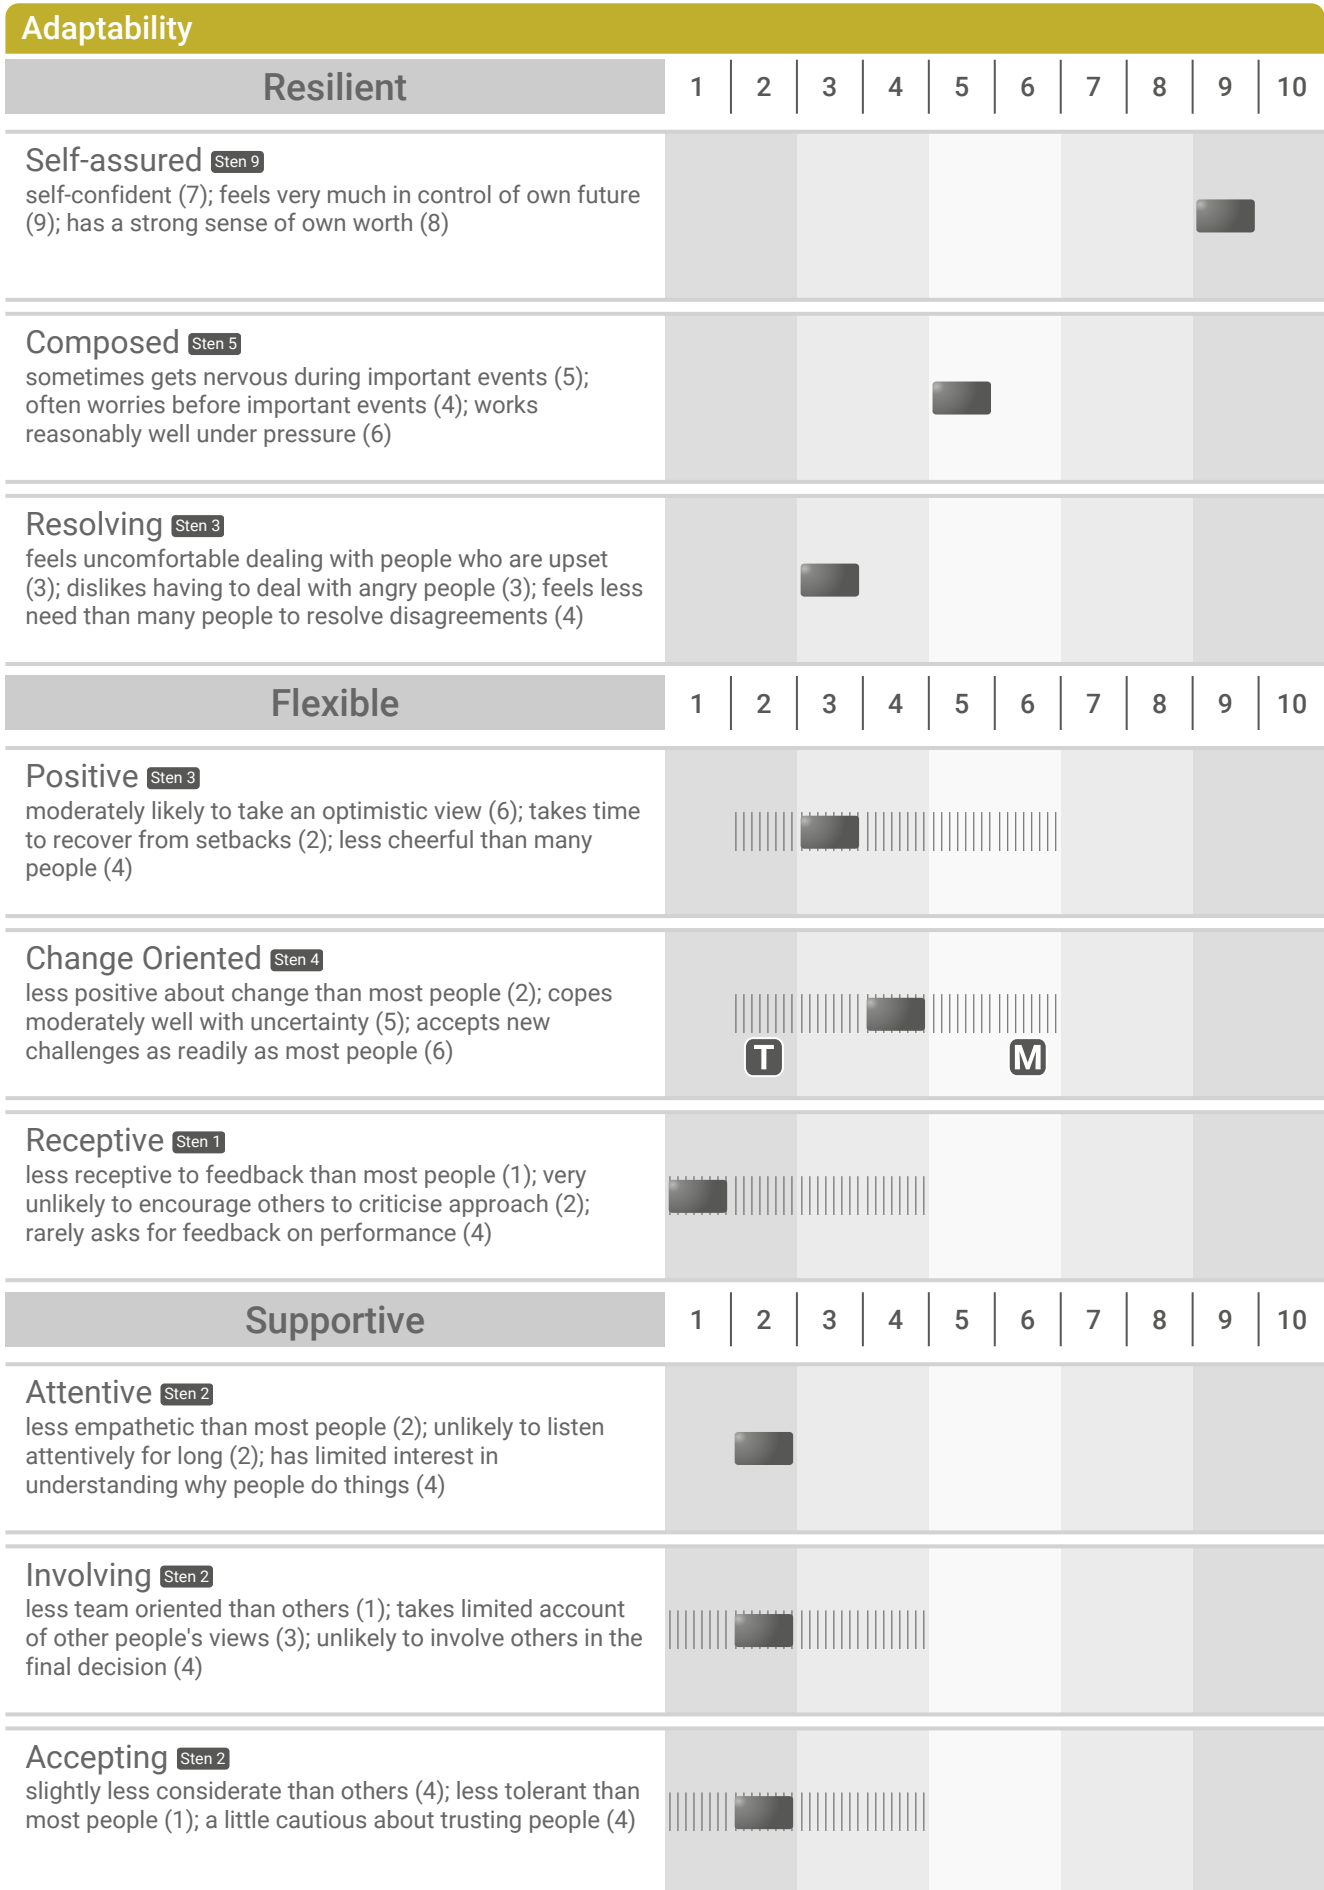 Adaptability
Resilient 1 2 3 4 5 6 7 8 9 10
Self-assured Sten 9
self-confident (7); feels very much in control of own future
(9); has a strong sense of own worth (8)
Composed Sten 5
sometimes gets nervous during important events (5);
often worries before important events (4); works
reasonably well under pressure (6)
Resolving Sten 3
feels uncomfortable dealing with people who are upset
(3); dislikes having to deal with angry people (3); feels less
need than many people to resolve disagreements (4)
Flexible 1 2 3 4 5 6 7 8 9 10
Positive Sten 3
moderately likely to take an optimistic view (6); takes time
to recover from setbacks (2); less cheerful than many
people (4)
Change Oriented Sten 4
less positive about change than most people (2); copes
moderately well with uncertainty (5); accepts new
challenges as readily as most people (6)
T M
Receptive Sten 1
less receptive to feedback than most people (1); very
unlikely to encourage others to criticise approach (2);
rarely asks for feedback on performance (4)
Supportive 1 2 3 4 5 6 7 8 9 10
Attentive Sten 2
less empathetic than most people (2); unlikely to listen
attentively for long (2); has limited interest in
understanding why people do things (4)
Involving Sten 2
less team oriented than others (1); takes limited account
of other people's views (3); unlikely to involve others in the
final decision (4)
Accepting Sten 2
slightly less considerate than others (4); less tolerant than
most people (1); a little cautious about trusting people (4)